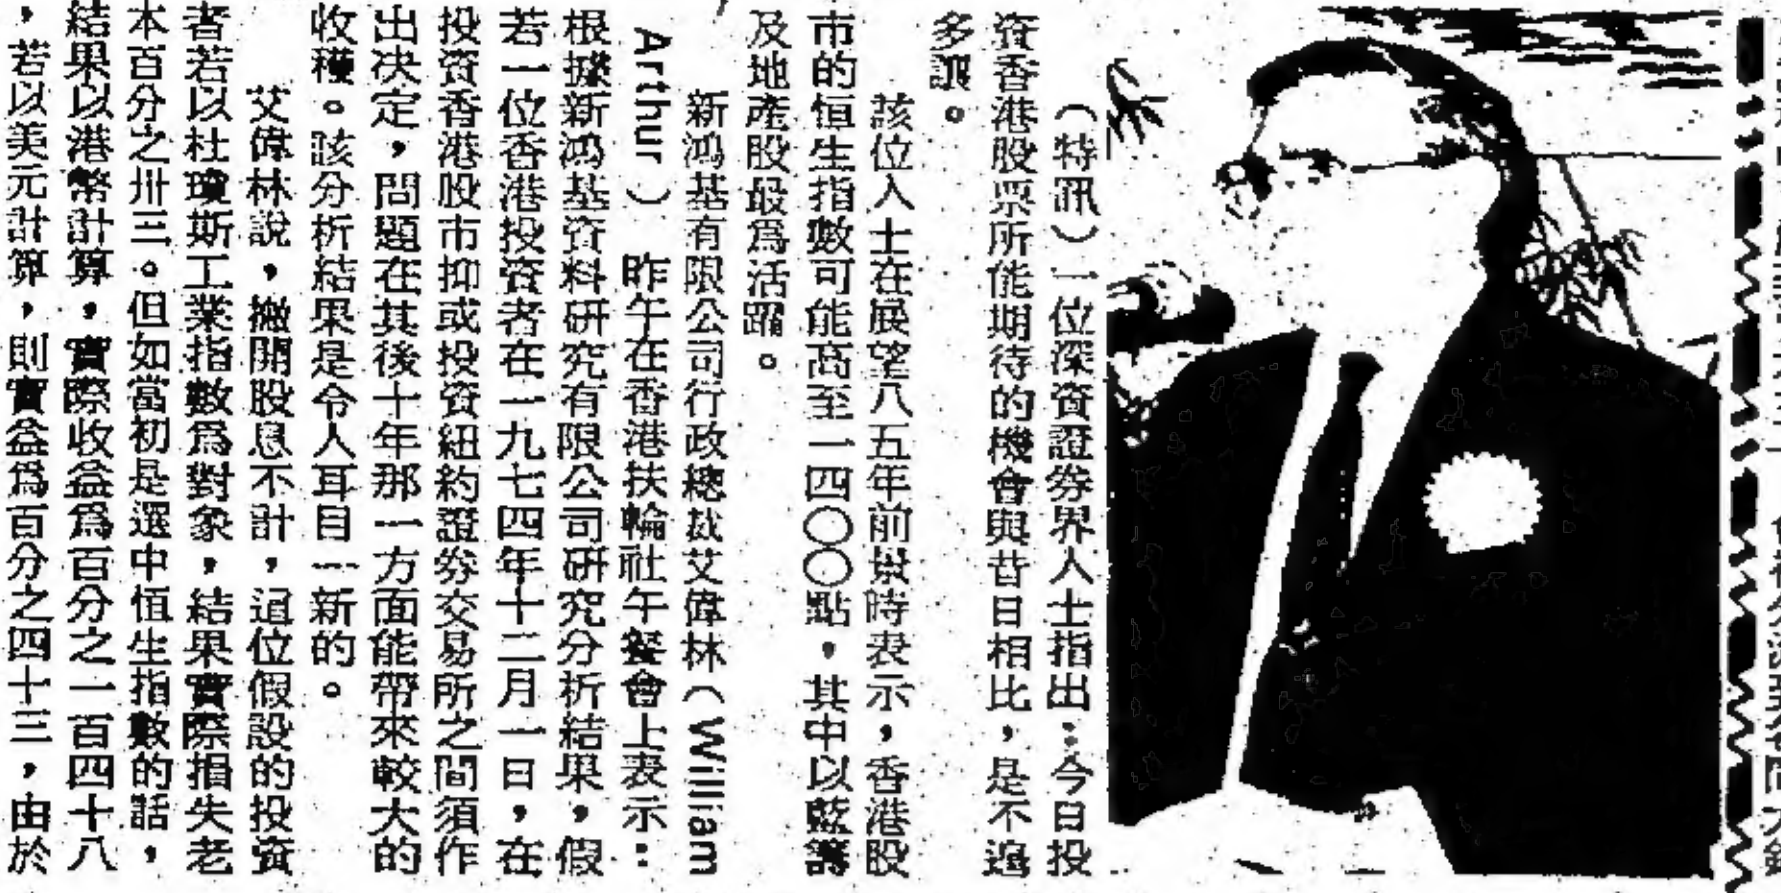 （特訊）一位深資證券界人士指出：今日投
資香港股票所能期待的機會與昔日相比，是不遑
多讓。
該位人士在展望八五年前景時表示，香港股
市的恒生指數可能高至一四〇〇點，其中以藍籌
及地產股最爲活躍。
新鴻基有限公司行政總裁艾偉林（William
Arthur）昨午在香港扶輪社午餐會上表示：
根據新鴻基資料研究有限公司研究分析結果，假
若一位香港投資者在一九七四年十二月一日，在
投資香港股市抑或投資紐約證券交易所之間須作
出決定，問題在其後十年那一方面能帶來較大的
收穫。該分析結果是令人耳目一新的。
艾偉林說，撇開股息不計，這位假設的投資
者若以杜瓊斯工業指數爲對象，結果實際損失老
本百分之卅三。但如當初是選中恒生指數的話，
結果以港幣計算，實際收益爲百分之一百四十八
，若以美元計算，則實益爲百分之四十三，由於